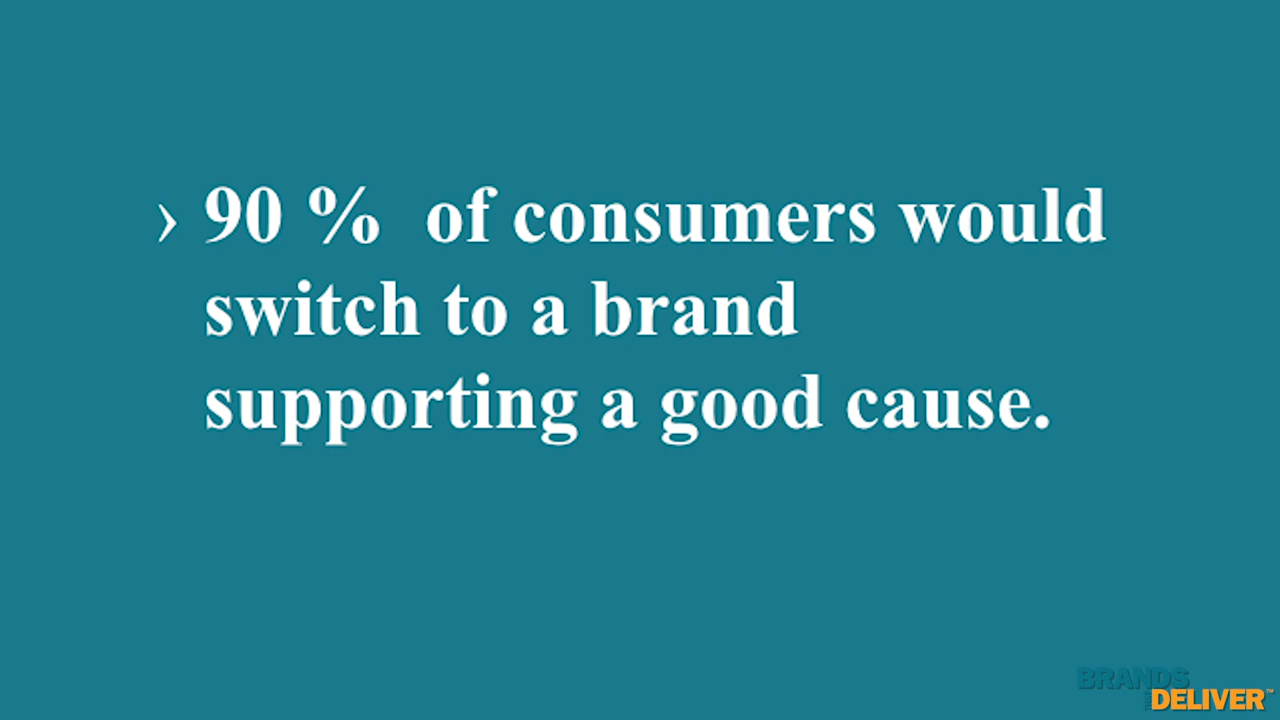 › 90 %  of consumers would
switch to a brand
supporting a good cause.
BRANDS
DELIVER™